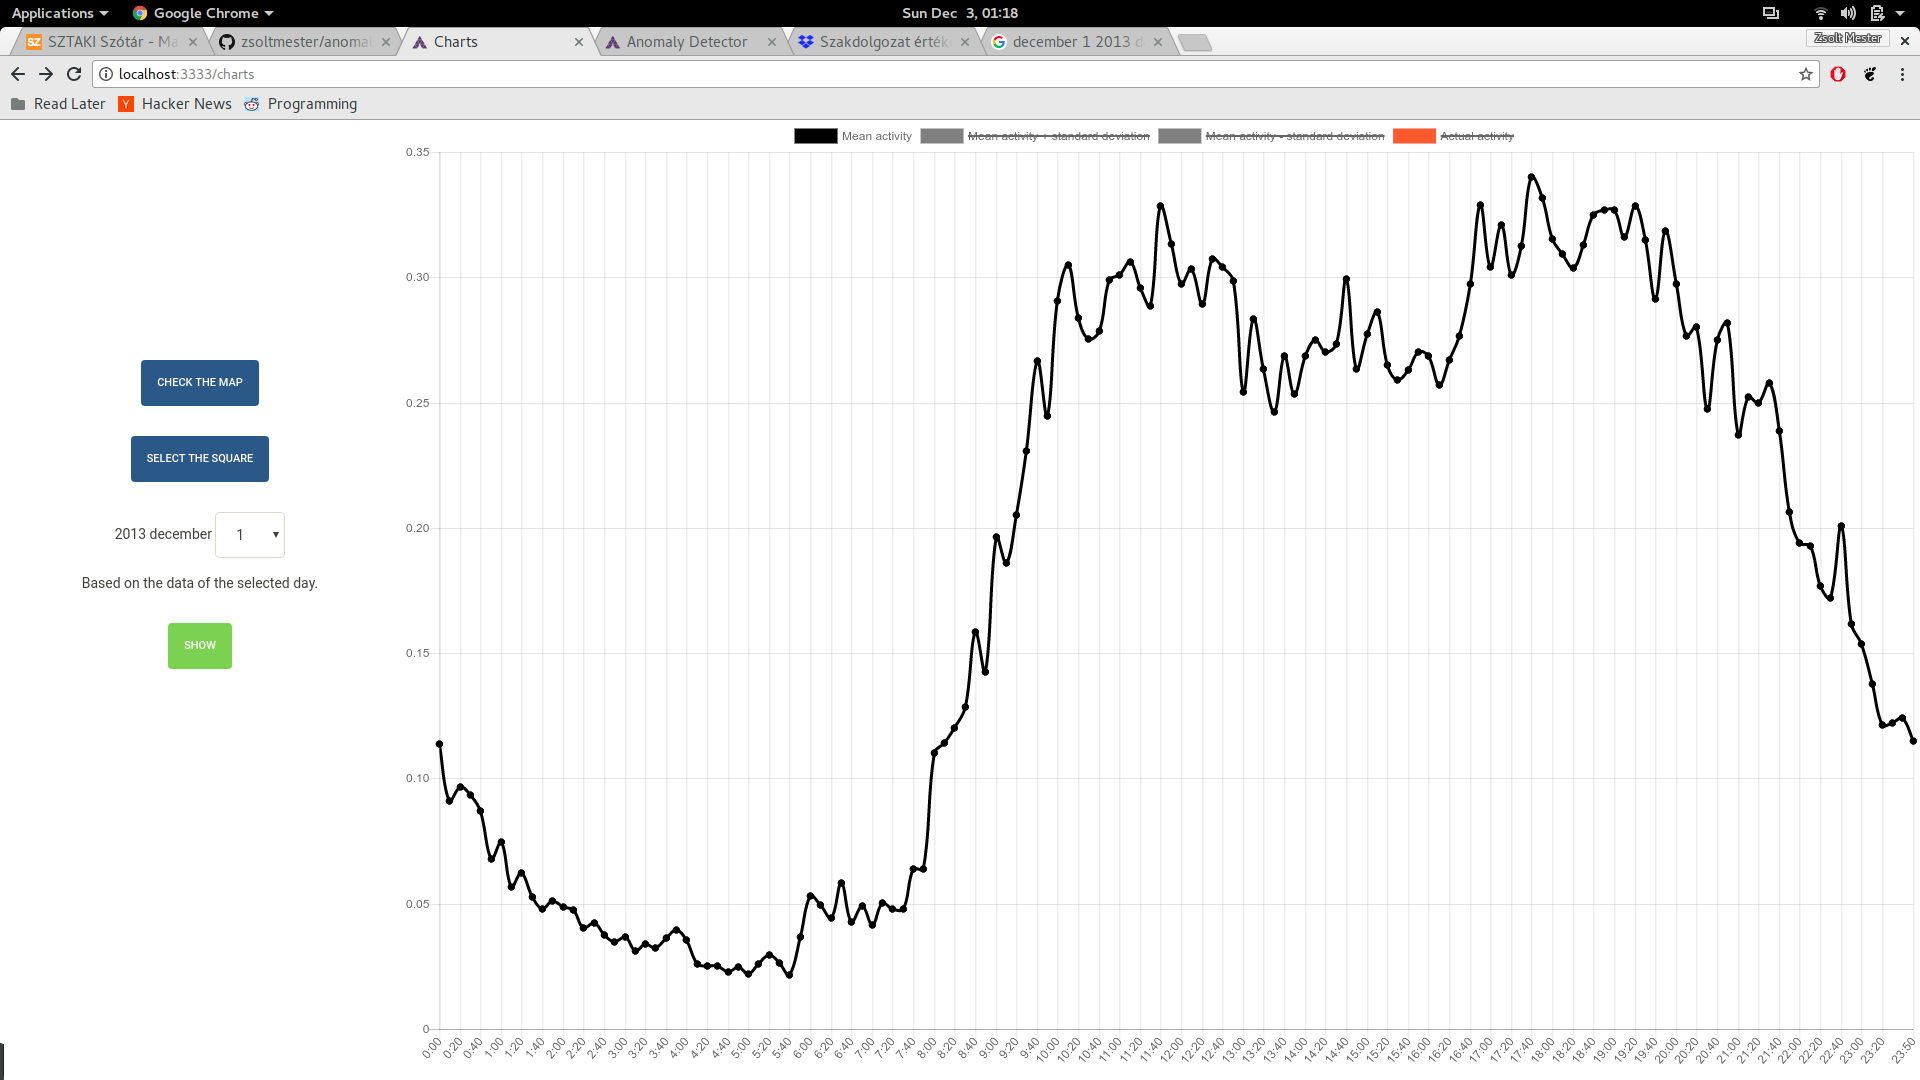 Applications Google Chrome Sun Dec 3, 01:18
SZTAKI Szótár - Ma zsoltmester/anoma Charts Anomaly Detector Szakdolgozat érték december 1 2013 d Zsolt Mester
localhost:3333/charts
Read Later Hacker News Programming
Mean activity Mean activity + standard deviation Mean activity - standard deviation Actual activity
CHECK THE MAP
SELECT THE SQUARE
2013 december 1
Based on the data of the selected day.
SHOW
0.35
0.30
0.25
0.20
0.15
0.10
0.05
0
0:00 0:20 0:40 1:00 1:20 1:40 2:00 2:20 2:40 3:00 3:20 3:40 4:00 4:20 4:40 5:00 5:20 5:40 6:00 6:20 6:40 7:00 7:20 7:40 8:00 8:20 8:40 9:00 9:20 9:40 10:00 10:20 10:40 11:00 11:20 11:40 12:00 12:20 12:40 13:00 13:20 13:40 14:00 14:20 14:40 15:00 15:20 15:40 16:00 16:20 16:40 17:00 17:20 17:40 18:00 18:20 18:40 19:00 19:20 19:40 20:00 20:20 20:40 21:00 21:20 21:40 22:00 22:20 22:40 23:00 23:20 23:50